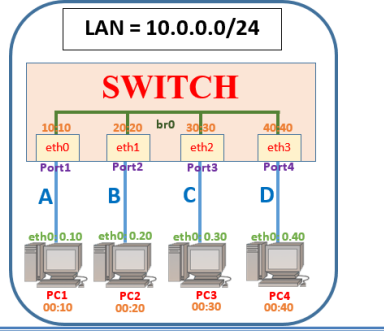 LAN = 10.0.0.0/24
SWITCH
10:10 20:20 br0 30:30 40:40
eth0 eth1 eth2 eth3
Port1 Port2 Port3 Port4
A B C D
eth0 0.10 eth0 0.20 eth0 0.30 eth0 0.40
PC1 PC2 PC3 PC4
00:10 00:20 00:30 00:40